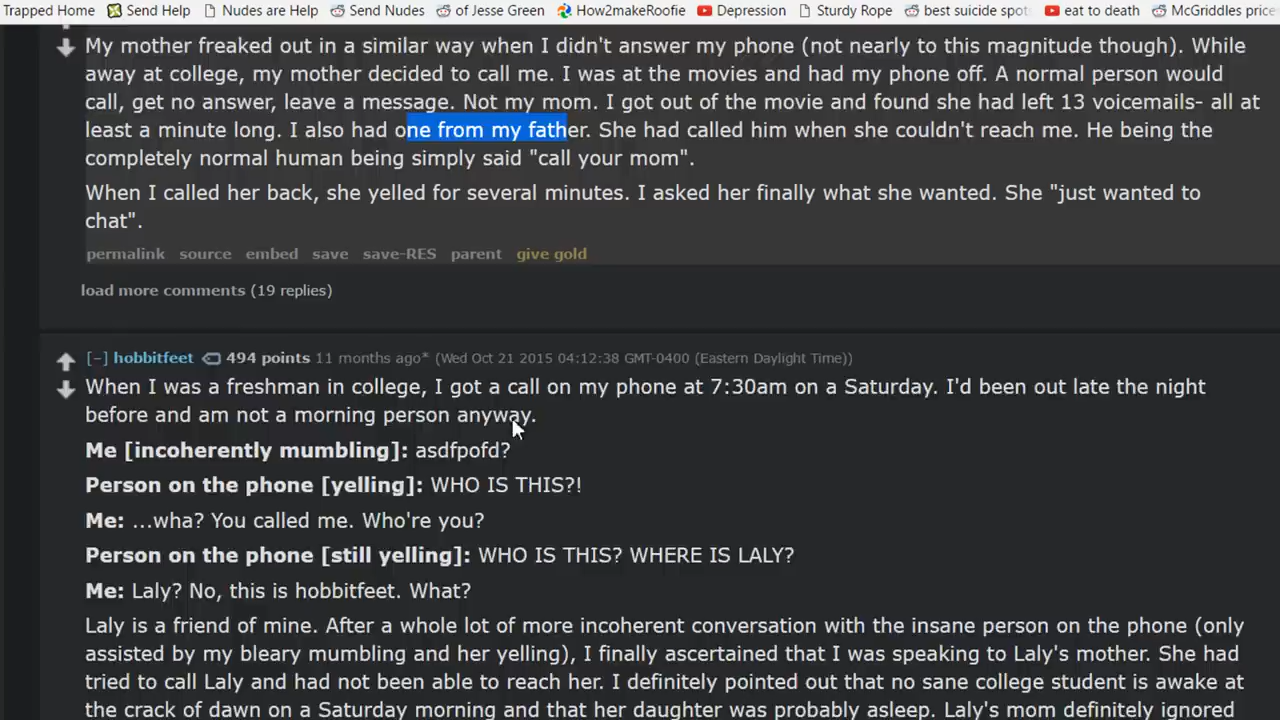 Trapped Home Send Help Nudes are Help Send Nudes of Jesse Green How2makeRoofie Depression Sturdy Rope best suicide spot eat to death McGriddles price
My mother freaked out in a similar way when I didn't answer my phone (not nearly to this magnitude though). While
away at college, my mother decided to call me. I was at the movies and had my phone off. A normal person would
call, get no answer, leave a message. Not my mom. I got out of the movie and found she had left 13 voicemails- all at
least a minute long. I also had one from my father. She had called him when she couldn't reach me. He being the
completely normal human being simply said "call your mom".
When I called her back, she yelled for several minutes. I asked her finally what she wanted. She "just wanted to
chat".
permalink source embed save save-RES parent give gold
load more comments (19 replies)
[–] hobbitfeet 494 points 11 months ago* (Wed Oct 21 2015 04:12:38 GMT-0400 (Eastern Daylight Time))
When I was a freshman in college, I got a call on my phone at 7:30am on a Saturday. I'd been out late the night
before and am not a morning person anyway.
Me [incoherently mumbling]: asdfpofd?
Person on the phone [yelling]: WHO IS THIS?!
Me: ...wha? You called me. Who're you?
Person on the phone [still yelling]: WHO IS THIS? WHERE IS LALY?
Me: Laly? No, this is hobbitfeet. What?
Laly is a friend of mine. After a whole lot of more incoherent conversation with the insane person on the phone (only
assisted by my bleary mumbling and her yelling), I finally ascertained that I was speaking to Laly's mother. She had
tried to call Laly and had not been able to reach her. I definitely pointed out that no sane college student is awake at
the crack of dawn on a Saturday morning and that her daughter was probably asleep. Laly's mom definitely ignored